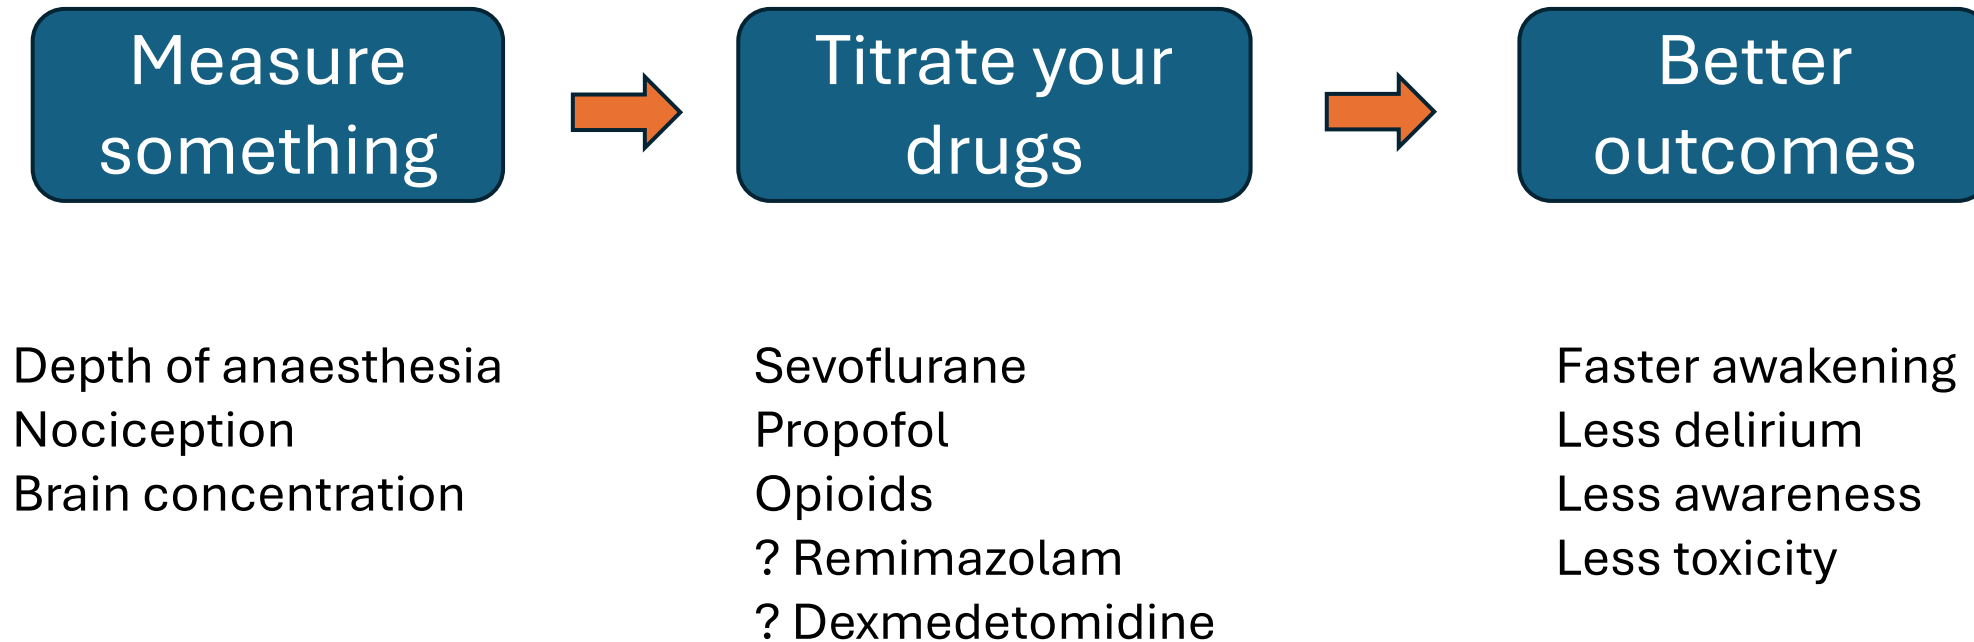 Measure
something
Titrate your
drugs
Better
outcomes
Depth of anaesthesia
Nociception
Brain concentration
Sevoflurane
Propofol
Opioids
? Remimazolam
? Dexmedetomidine
Faster awakening
Less delirium
Less awareness
Less toxicity